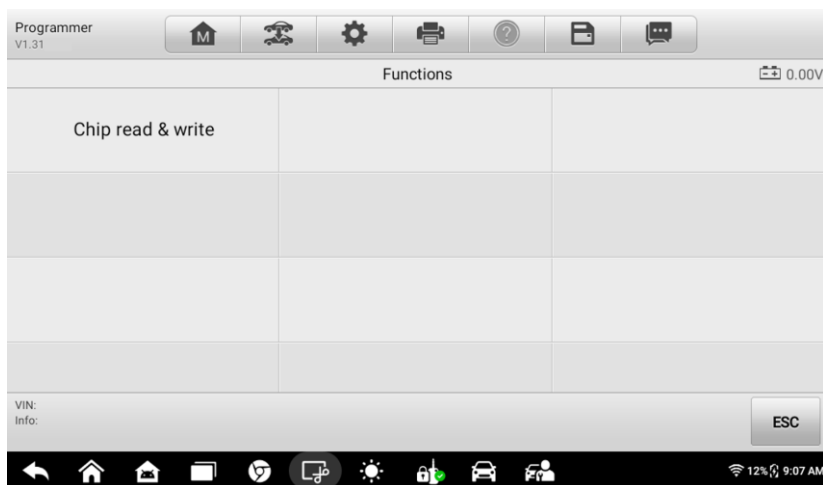 Programmer
V1.31
M
?
Functions
0.00V
Chip read & write
VIN:
Info:
ESC
12% 9:07 AM